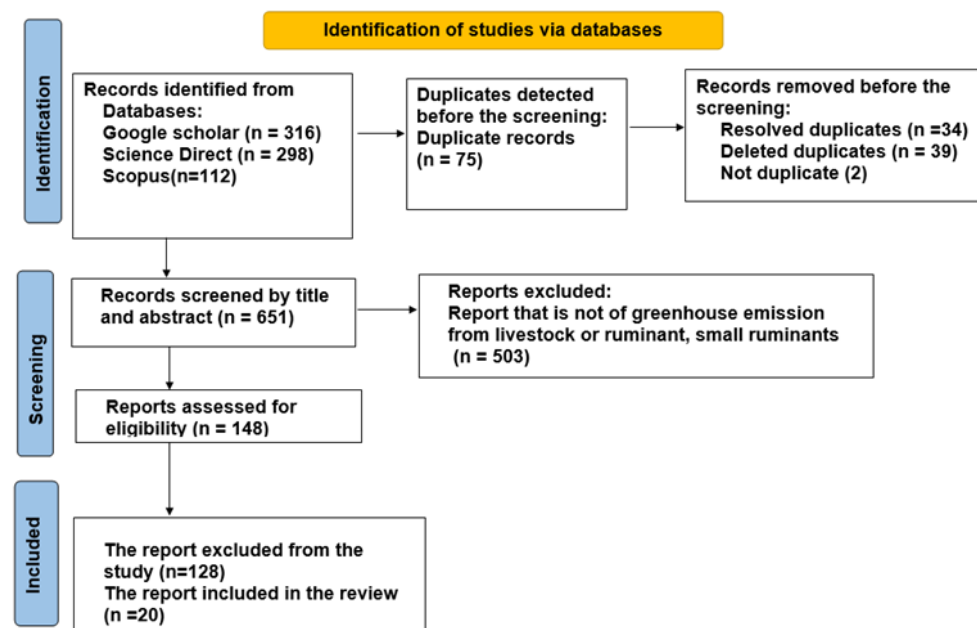 Identification of studies via databases
Identification
Records identified from
Databases:
Google scholar (n = 316)
Science Direct (n = 298)
Scopus(n=112)
Duplicates detected
before the screening:
Duplicate records
(n = 75)
Records removed before the
screening:
Resolved duplicates (n =34)
Deleted duplicates (n = 39)
Not duplicate (2)
Screening
Records screened by title
and abstract (n = 651)
Reports excluded:
Report that is not of greenhouse emission
from livestock or ruminant, small ruminants
(n = 503)
Reports assessed for
eligibility (n = 148)
Included
The report excluded from the
study (n=128)
The report included in the review
(n =20)